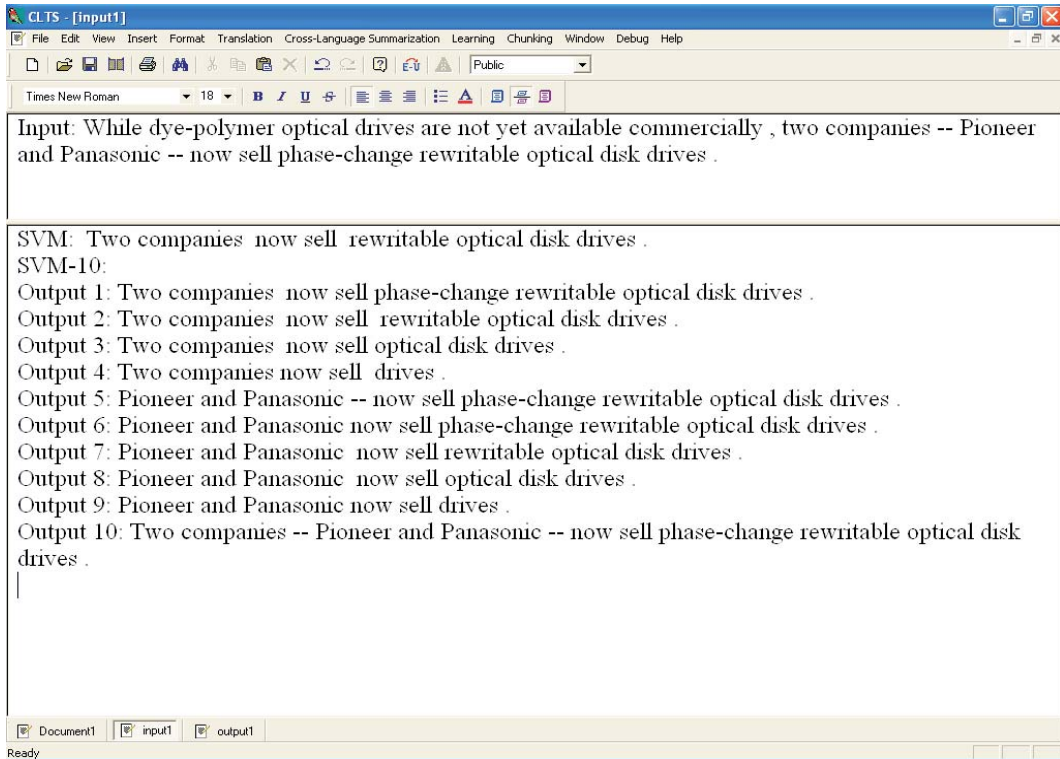 CLTS - [input1]
File Edit View Insert Format Translation Cross-Language Summarization Learning Chunking Window Debug Help
Public
Times New Roman 18 B I U S A
Input: While dye-polymer optical drives are not yet available commercially , two companies -- Pioneer
and Panasonic -- now sell phase-change rewritable optical disk drives .
SVM: Two companies now sell rewritable optical disk drives .
SVM-10:
Output 1: Two companies now sell phase-change rewritable optical disk drives .
Output 2: Two companies now sell rewritable optical disk drives .
Output 3: Two companies now sell optical disk drives .
Output 4: Two companies now sell drives .
Output 5: Pioneer and Panasonic -- now sell phase-change rewritable optical disk drives .
Output 6: Pioneer and Panasonic now sell phase-change rewritable optical disk drives .
Output 7: Pioneer and Panasonic now sell rewritable optical disk drives .
Output 8: Pioneer and Panasonic now sell optical disk drives .
Output 9: Pioneer and Panasonic now sell drives .
Output 10: Two companies -- Pioneer and Panasonic -- now sell phase-change rewritable optical disk
drives .
Document1 input1 output1
Ready